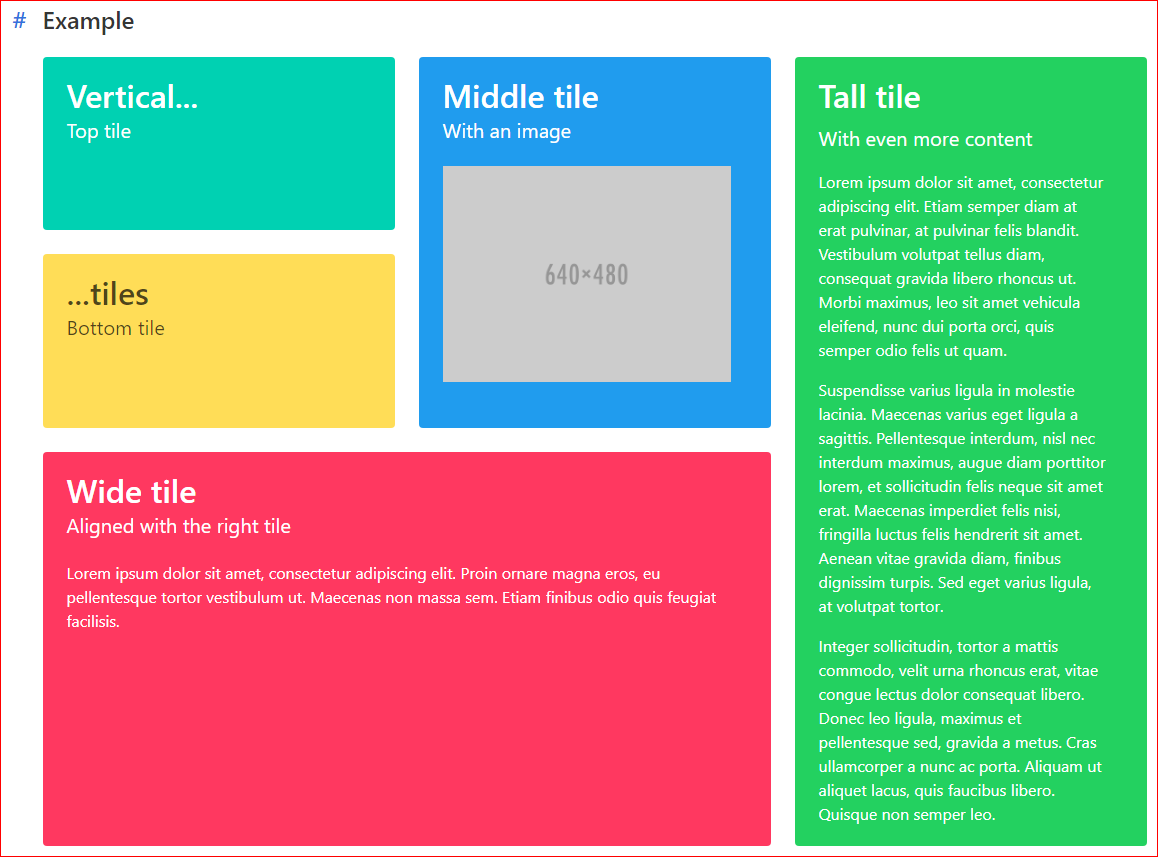 # Example
Vertical...
Top tile
...tiles
Bottom tile
Middle tile
With an image
640×480
Wide tile
Aligned with the right tile
Lorem ipsum dolor sit amet, consectetur adipiscing elit. Proin ornare magna eros, eu
pellentesque tortor vestibulum ut. Maecenas non massa sem. Etiam finibus odio quis feugiat
facilisis.
Tall tile
With even more content
Lorem ipsum dolor sit amet, consectetur
adipiscing elit. Etiam semper diam at
erat pulvinar, at pulvinar felis blandit.
Vestibulum volutpat tellus diam,
consequat gravida libero rhoncus ut.
Morbi maximus, leo sit amet vehicula
eleifend, nunc dui porta orci, quis
semper odio felis ut quam.
Suspendisse varius ligula in molestie
lacinia. Maecenas varius eget ligula a
sagittis. Pellentesque interdum, nisl nec
interdum maximus, augue diam porttitor
lorem, et sollicitudin felis neque sit amet
erat. Maecenas imperdiet felis nisi,
fringilla luctus felis hendrerit sit amet.
Aenean vitae gravida diam, finibus
dignissim turpis. Sed eget varius ligula,
at volutpat tortor.
Integer sollicitudin, tortor a mattis
commodo, velit urna rhoncus erat, vitae
congue lectus dolor consequat libero.
Donec leo ligula, maximus et
pellentesque sed, gravida a metus. Cras
ullamcorper a nunc ac porta. Aliquam ut
aliquet lacus, quis faucibus libero.
Quisque non semper leo.